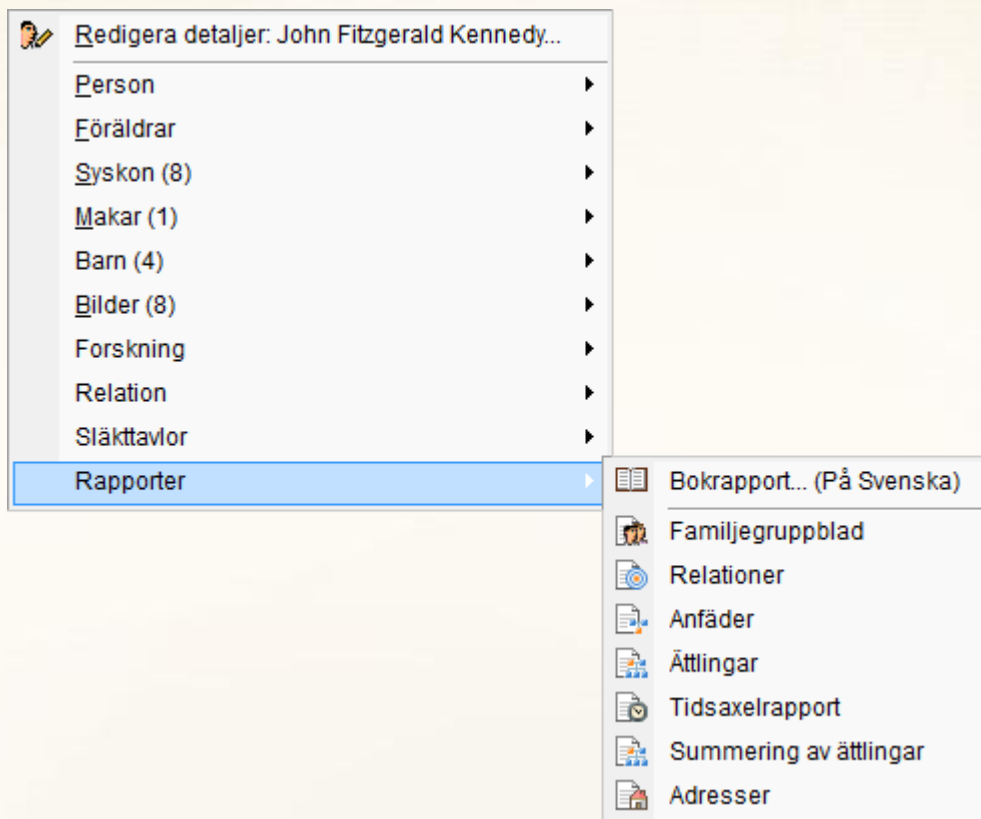 Redigera detaljer: John Fitzgerald Kennedy...
Person
Föräldrar
Syskon (8)
Makar (1)
Barn (4)
Bilder (8)
Forskning
Relation
Släkttavlor
Rapporter
Bokrapport... (På Svenska)
Familjegruppblad
Relationer
Anfäder
Ättlingar
Tidsaxelrapport
Summering av ättlingar
Adresser